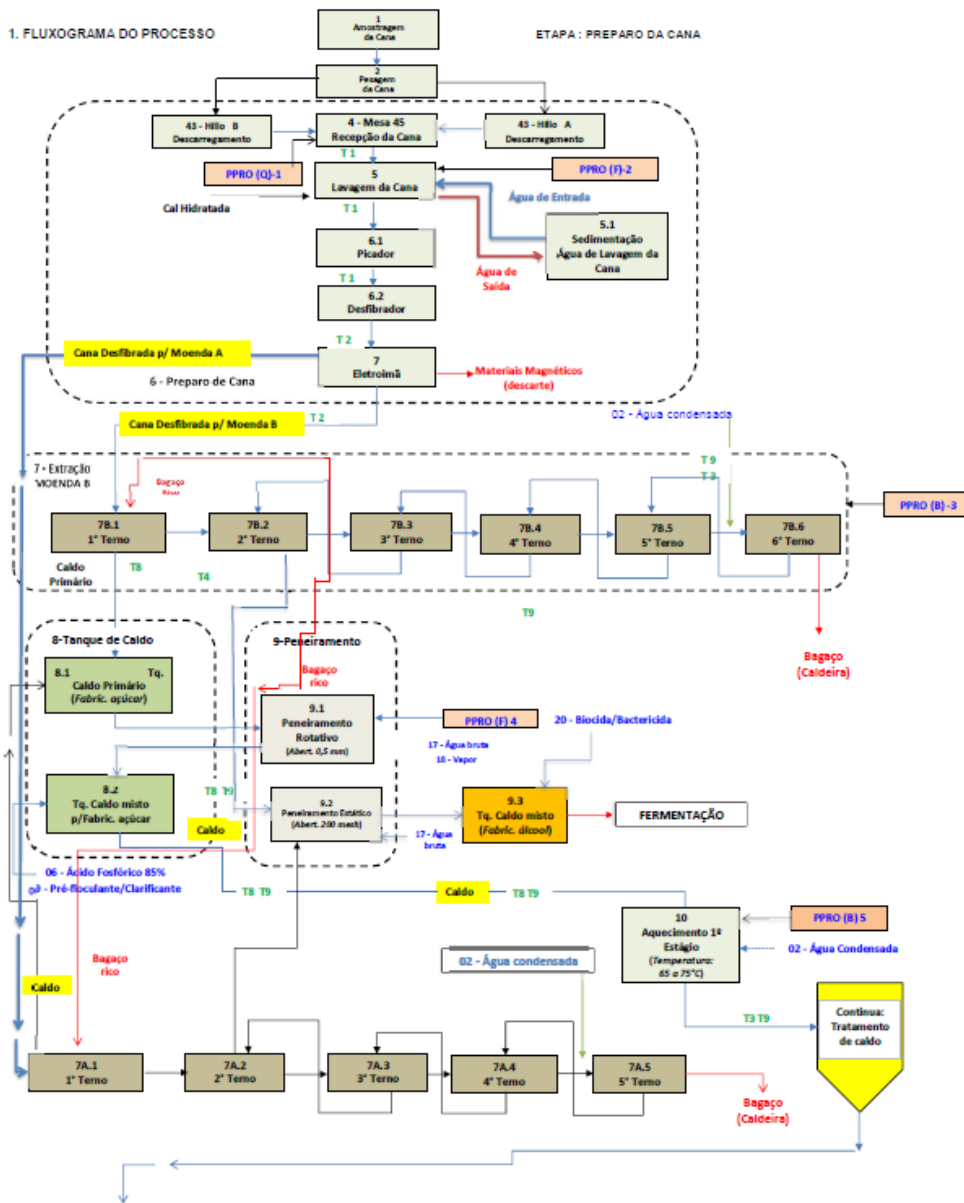 1. FLUXOGRAMA DO PROCESSO
ETAPA : PREPARO DA CANA
1
Amostragem
da Cana
2
Pesagem
da Cana
43 - Hillo B
Descarregamento
4 - Mesa 45
Recepção da Cana
43 - Hillo A
Descarregamento
T 1
PPRO (Q)-1
PPRO (F)-2
5
Lavagem da Cana
Cal Hidratada
Água de Entrada
T 1
5.1
Sedimentação
Água de Lavagem da
Cana
6.1
Picador
Água de
Saída
T 1
6.2
Desfibrador
T 2
Cana Desfibrada p/ Moenda A
7
Eletroimã
Materiais Magnéticos
(descarte)
6 - Preparo de Cana
T 2
02 - Água condensada
Cana Desfibrada p/ Moenda B
7 - Extração
MOENDA B
Bagaço
T 9
T 3
PPRO (B) -3
7B.1
1° Terno
7B.2
2° Terno
7B.3
3° Terno
7B.4
4° Terno
7B.5
5° Terno
7B.6
6° Terno
Caldo
Primário
T8
T4
T9
8-Tanque de Caldo
9-Peneiramento
Bagaço
(Caldeira)
8.1 Tq.
Caldo Primário
(Fabric. açúcar)
Bagaço
rico
9.1
Peneiramento
Rotativo
(Abert. 0,5 mm)
PPRO (F) 4
20 - Biocida/Bactericida
17 - Água bruta
18 - Vapor
8.2
Tq. Caldo misto
p/Fabric. açúcar
T8 T9
9.2
Peneiramento Estático
(Abert. 200 mesh)
9.3
Tq. Caldo misto
(Fabric. álcool)
FERMENTAÇÃO
Caldo
17 - Água
bruta
06 - Ácido Fosfórico 85%
- Pré-floculante/Clarificante
T8 T9
Caldo
T8 T9
10
Aquecimento 1º
Estágio
(Temperatura:
65 a 75°C)
PPRO (B) 5
02 - Água Condensada
Bagaço
rico
02 - Água condensada
Caldo
T3 T9
Continua:
Tratamento
de caldo
7A.1
1° Terno
7A.2
2° Terno
7A.3
3° Terno
7A.4
4° Terno
7A.5
5° Terno
Bagaço
(Caldeira)